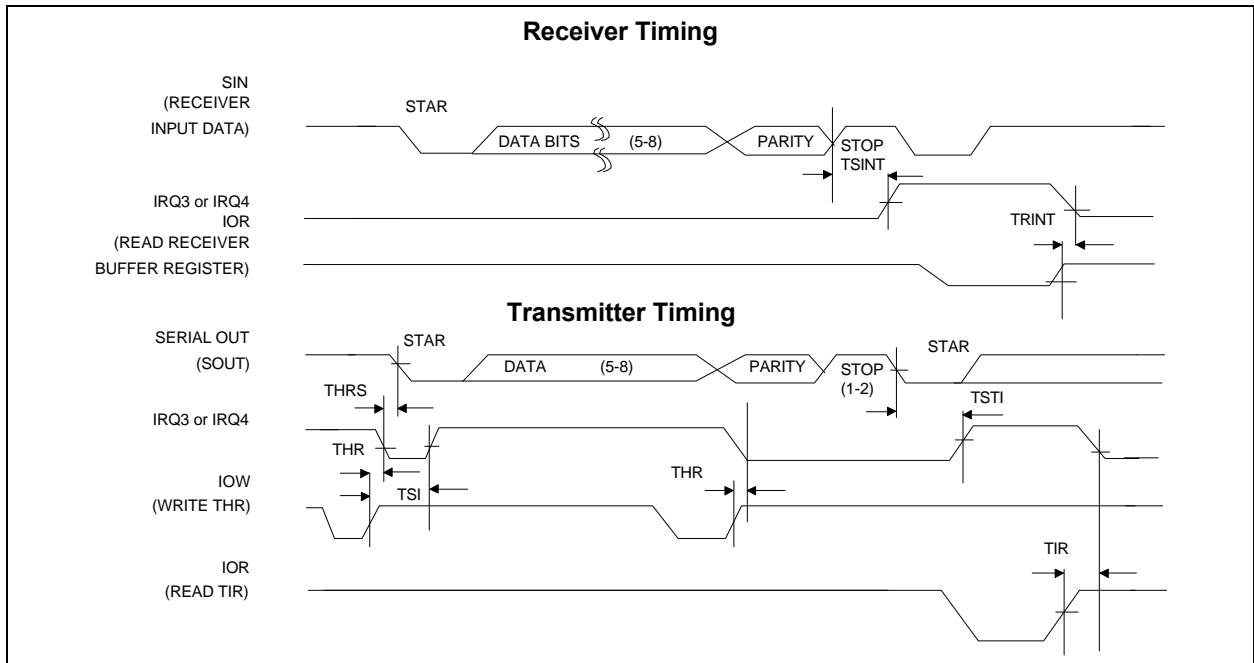 Receiver Timing
SIN
(RECEIVER
INPUT DATA)
STAR
DATA BITS (5-8)
PARITY
STOP
TSINT
IRQ3 or IRQ4
IOR
(READ RECEIVER
BUFFER REGISTER)
TRINT
Transmitter Timing
SERIAL OUT
(SOUT)
STAR
DATA (5-8)
PARITY
STOP
(1-2)
STAR
THRS
TSTI
IRQ3 or IRQ4
THR
THR
IOW
(WRITE THR)
TSI
TIR
IOR
(READ TIR)